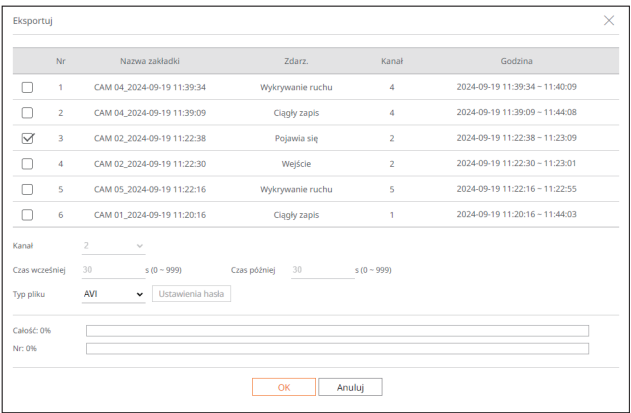 Eksportuj
Nr Nazwa zakładki Zdarz. Kanał Godzina
1 CAM 04_2024-09-19 11:39:34 Wykrywanie ruchu 4 2024-09-19 11:39:34 ~ 11:40:09
2 CAM 04_2024-09-19 11:39:09 Ciągły zapis 4 2024-09-19 11:39:09 ~ 11:44:08
3 CAM 02_2024-09-19 11:22:38 Pojawia się 2 2024-09-19 11:22:38 ~ 11:23:09
4 CAM 02_2024-09-19 11:22:30 Wejście 2 2024-09-19 11:22:30 ~ 11:23:01
5 CAM 05_2024-09-19 11:22:16 Wykrywanie ruchu 5 2024-09-19 11:22:16 ~ 11:22:55
6 CAM 01_2024-09-19 11:20:16 Ciągły zapis 1 2024-09-19 11:20:16 ~ 11:44:03
Kanał 2
Czas wcześniej 30 s (0 ~ 999) Czas później 30 s (0 ~ 999)
Typ pliku AVI Ustawienia hasła
Całość: 0%
Nr: 0%
OK Anuluj